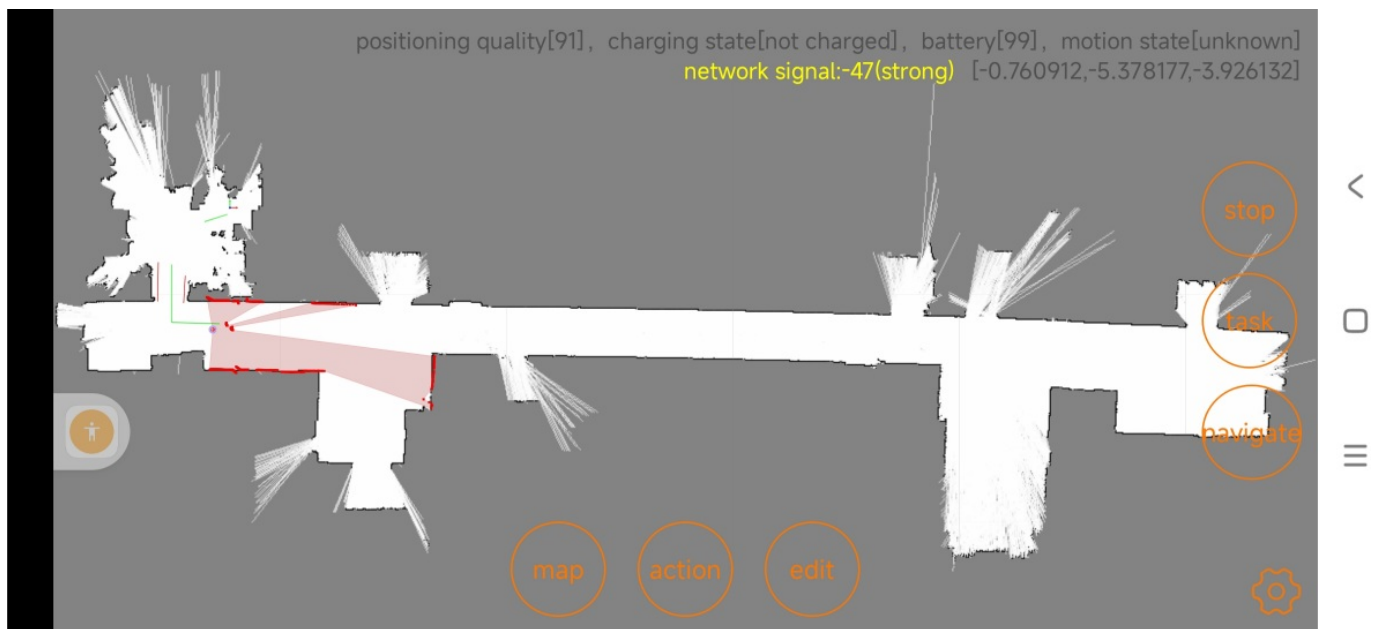 positioning quality[91], charging state[not charged], battery[99], motion state[unknown]
network signal:-47(strong) [-0.760912,-5.378177,-3.926132]
stop
task
navigate
map
action
edit